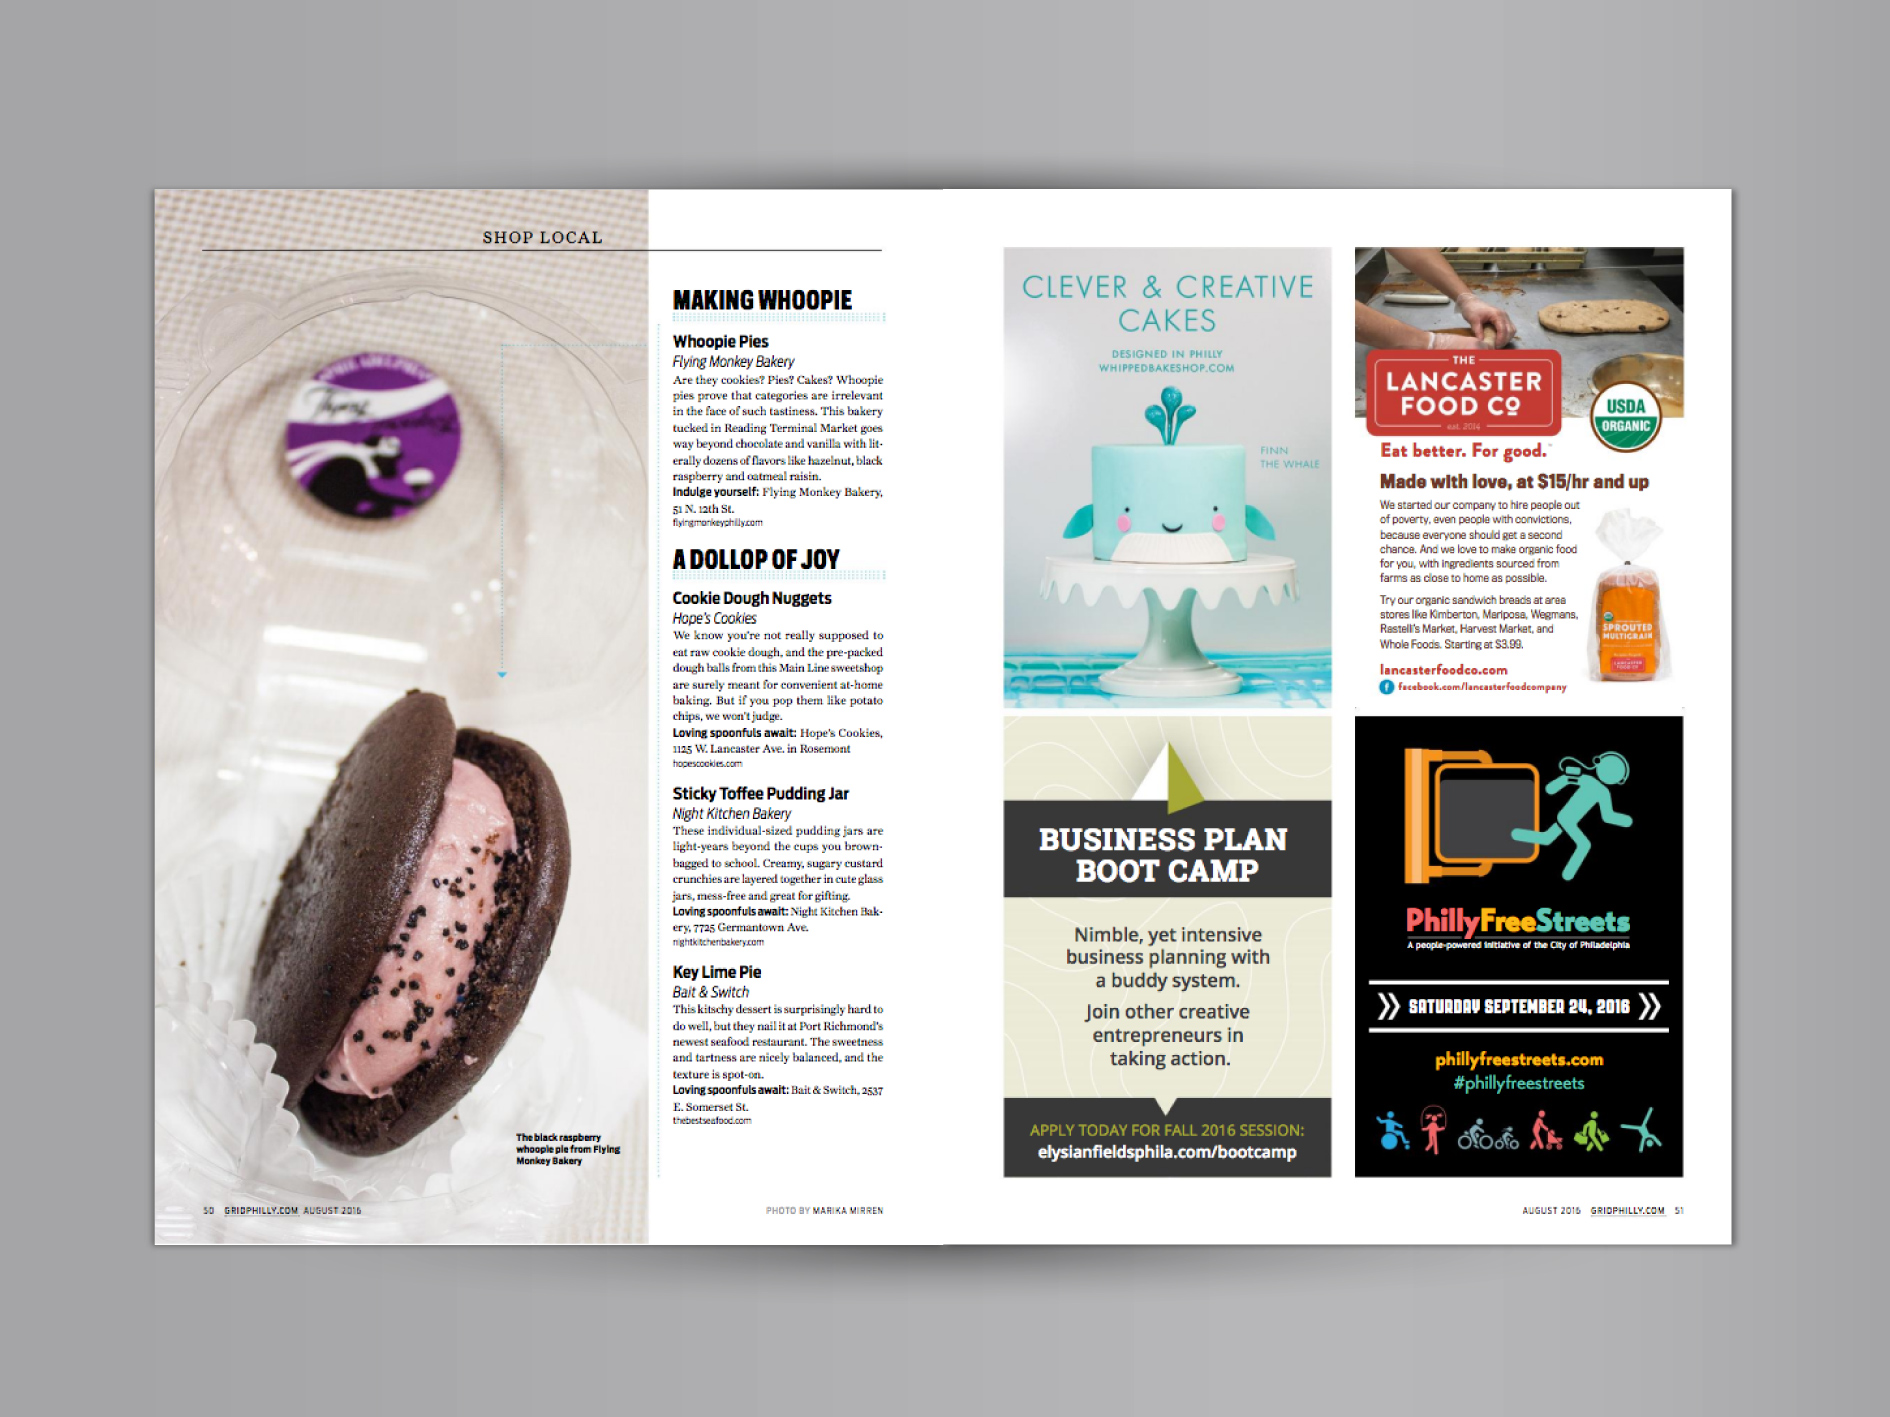 SHOP LOCAL
MAKING WHOOPIE
Whoopie Pies
Flying Monkey Bakery
Are they cookies? Pies? Cakes? Whoopie
pies prove that categories are irrelevant
in the face of such tastiness. This bakery
tucked in Reading Terminal Market goes
way beyond chocolate and vanilla with lit-
erally dozens of flavors like hazelnut, black
raspberry and oatmeal raisin.
Indulge yourself: Flying Monkey Bakery,
51 N. 12th St.
flyingmonkeyphilly.com
A DOLLOP OF JOY
Cookie Dough Nuggets
Hope's Cookies
We know you're not really supposed to
eat raw cookie dough, and the pre-packed
dough balls from this Main Line sweetshop
are surely meant for convenient at-home
baking. But if you pop them like potato
chips, we won't judge.
Loving spoonfuls await: Hope's Cookies,
1125 W. Lancaster Ave. in Rosemont
hopescookies.com
Sticky Toffee Pudding Jar
Night Kitchen Bakery
These individual-sized pudding jars are
light-years beyond the cups you brown-
bagged to school. Creamy, sugary custard
crunchies are layered together in cute glass
jars, mess-free and great for gifting.
Loving spoonfuls await: Night Kitchen Bak-
ery, 7725 Germantown Ave.
nightkitchenbakery.com
Key Lime Pie
Bait & Switch
This kitschy dessert is surprisingly hard to
do well, but they nail it at Port Richmond's
newest seafood restaurant. The sweetness
and tartness are nicely balanced, and the
texture is spot-on.
Loving spoonfuls await: Bait & Switch, 2537
E. Somerset St.
thebestseafood.com
The black raspberry
whoopie pie from Flying
Monkey Bakery
50 GRIDPHILLY.COM AUGUST 2016
PHOTO BY MARIKA MIRREN
CLEVER & CREATIVE
CAKES
DESIGNED IN PHILLY
WHIPPEDBAKESHOP.COM
FINN
THE WHALE
THE
LANCASTER
FOOD CO
est. 2014
USDA
ORGANIC
Eat better. For good.
Made with love, at $15/hr and up
We started our company to hire people out
of poverty, even people with convictions,
because everyone should get a second
chance. And we love to make organic food
for you, with ingredients sourced from
farms as close to home as possible.
Try our organic sandwich breads at area
stores like Kimberton, Mariposa, Wegmans,
Rastelli's Market, Harvest Market, and
Whole Foods. Starting at $3.99.
SPROUTED
MULTIGRAIN
LANCASTER
FOOD CO
lancasterfoodco.com
facebook.com/lancasterfoodcompany
BUSINESS PLAN
BOOT CAMP
Nimble, yet intensive
business planning with
a buddy system.
Join other creative
entrepreneurs in
taking action.
APPLY TODAY FOR FALL 2016 SESSION:
elysianfieldsphila.com/bootcamp
PhillyFreeStreets
A people-powered initiative of the City of Philadelphia
SATURDAY SEPTEMBER 24, 2016
phillyfreestreets.com
#phillyfreestreets
AUGUST 2016 GRIDPHILLY.COM 51